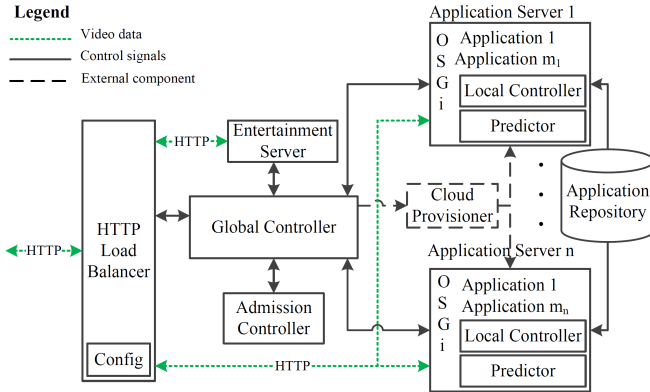 Legend
Video data
Control signals
External component
Application Server 1
O
S
G
i
Application 1
Application m₁
Local Controller
Predictor
HTTP
Entertainment
Server
HTTP
Load
Balancer
Config
HTTP
Global Controller
Cloud
Provisioner
Application
Repository
Admission
Controller
HTTP
Application Server n
O
S
G
i
Application 1
Application mₙ
Local Controller
Predictor